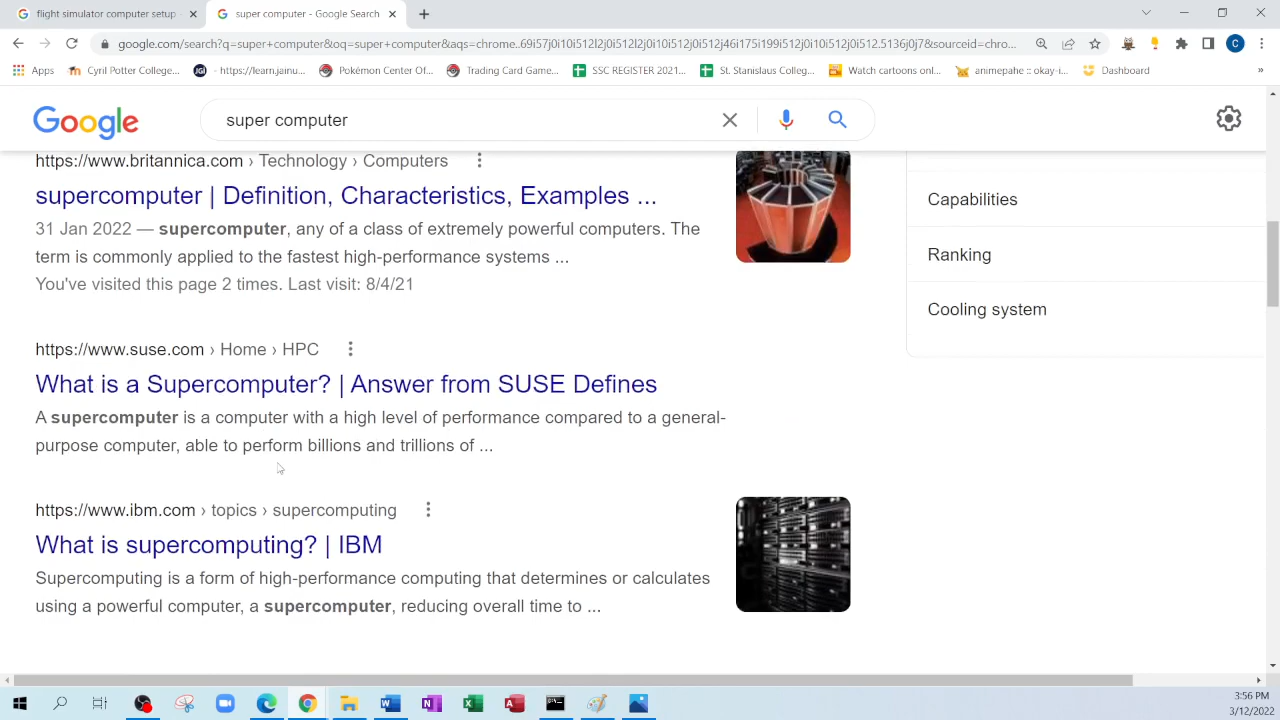 flight simulator computer setup
super computer - Google Search
google.com/search?q=super+computer&oq=super+computer&aqs=chrome..69i57j0i10i512l2j0i512l2j0i10i512j0i512j46i175i199i512j0i512j0i10i512.5136j0j7&sourceid=chro...
Apps
Cyril Potter College...
- https://learn.jainu...
Pokémon Center Of...
Trading Card Game...
SSC REGISTER 2021...
St. Stanislaus Colleg...
Watch cartoons onl...
animepahe :: okay-i...
Dashboard
»
Google
super computer
https://www.britannica.com › Technology › Computers
supercomputer | Definition, Characteristics, Examples ...
31 Jan 2022 — supercomputer, any of a class of extremely powerful computers. The
term is commonly applied to the fastest high-performance systems ...
You've visited this page 2 times. Last visit: 8/4/21
Capabilities
Ranking
Cooling system
https://www.suse.com › Home › HPC
What is a Supercomputer? | Answer from SUSE Defines
A supercomputer is a computer with a high level of performance compared to a general-
purpose computer, able to perform billions and trillions of ...
https://www.ibm.com › topics › supercomputing
What is supercomputing? | IBM
Supercomputing is a form of high-performance computing that determines or calculates
using a powerful computer, a supercomputer, reducing overall time to ...
3:56 PM
3/12/2022